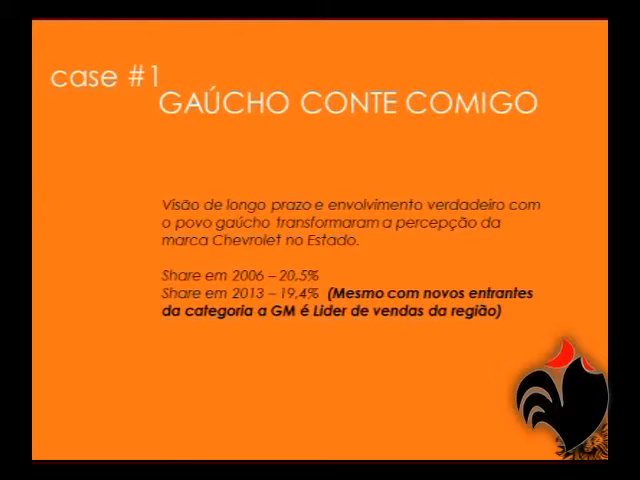 case #1
GAÚCHO CONTE COMIGO
Visão de longo prazo e envolvimento verdadeiro com
o povo gaúcho transformaram a percepção da
marca Chevrolet no Estado.
Share em 2006 – 20,5%
Share em 2013 – 19,4% (Mesmo com novos entrantes
da categoria a GM é Lider de vendas da região)